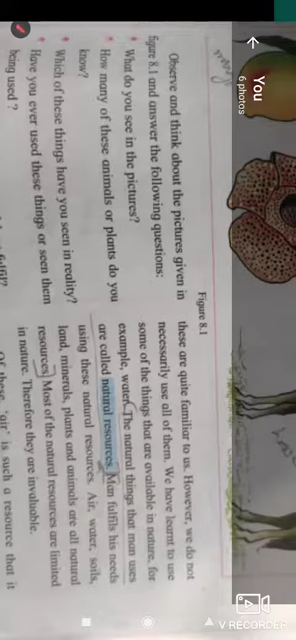 You
6 photos
Figure 8.1
Observe and think about the pictures given in
figure 8.1 and answer the following questions:
* What do you see in the pictures?
* How many of these animals or plants do you
know?
* Which of these things have you seen in reality?
* Have you ever used these things or seen them
being used ?
these are quite familiar to us. However, we do not
necessarily use all of them. We have learnt to use
some of the things that are available in nature, for
example, water. The natural things that man uses
are called natural resources. Man fulfils his needs
using these natural resources. Air, water, soils,
land, minerals, plants and animals are all natural
resources. Most of the natural resources are limited
in nature. Therefore they are invaluable.
Of these, 'air' is such a resource that it
V RECORDER